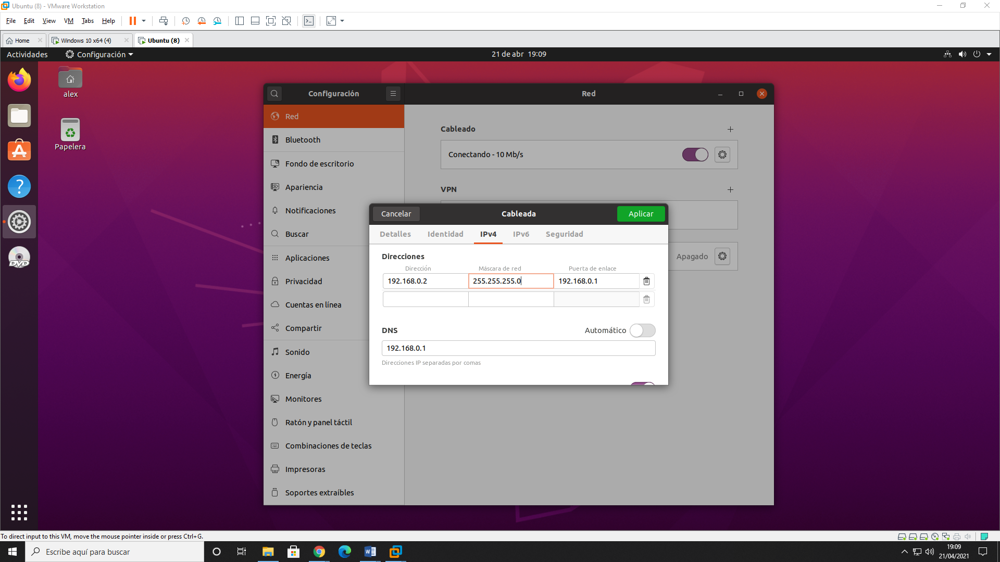 Ubuntu (8) - VMware Workstation
File Edit View VM Tabs Help
Home Windows 10 x64 (4) Ubuntu (8)
Actividades Configuración 21 de abr 19:09
alex
Papelera
DVD
Configuración Red
Red
Bluetooth
Fondo de escritorio
Apariencia
Notificaciones
Buscar
Aplicaciones
Privacidad
Cuentas en línea
Compartir
Sonido
Energía
Monitores
Ratón y panel táctil
Combinaciones de teclas
Impresoras
Soportes extraíbles
Cableado
Conectando - 10 Mb/s
VPN
Apagado
Cancelar Cableada Aplicar
Detalles Identidad IPv4 IPv6 Seguridad
Direcciones
Dirección Máscara de red Puerta de enlace
192.168.0.2 255.255.255.0 192.168.0.1
DNS Automático
192.168.0.1
Direcciones IP separadas por comas
To direct input to this VM, move the mouse pointer inside or press Ctrl+G.
Escribe aquí para buscar
19:09
21/04/2021